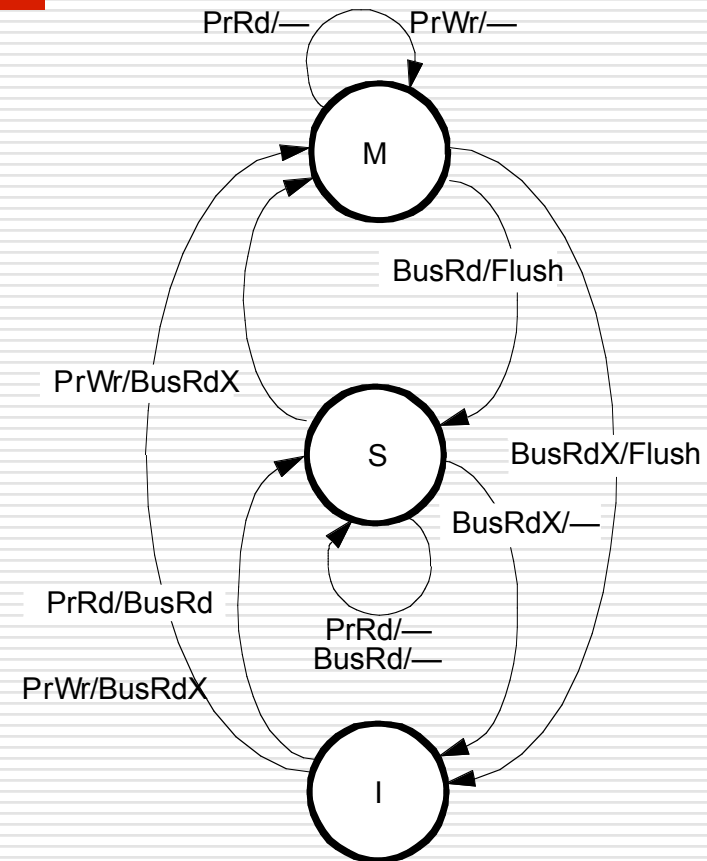 PrRd/— PrWr/—
M
BusRd/Flush
PrWr/BusRdX
S
BusRdX/Flush
BusRdX/—
PrRd/BusRd
PrRd/—
BusRd/—
PrWr/BusRdX
I